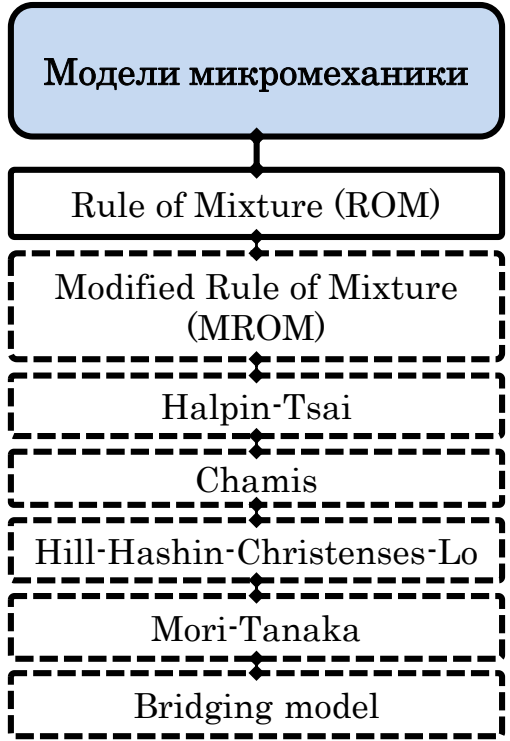 Модели микромеханики
Rule of Mixture (ROM)
Modified Rule of Mixture
(MROM)
Halpin-Tsai
Chamis
Hill-Hashin-Christenses-Lo
Mori-Tanaka
Bridging model